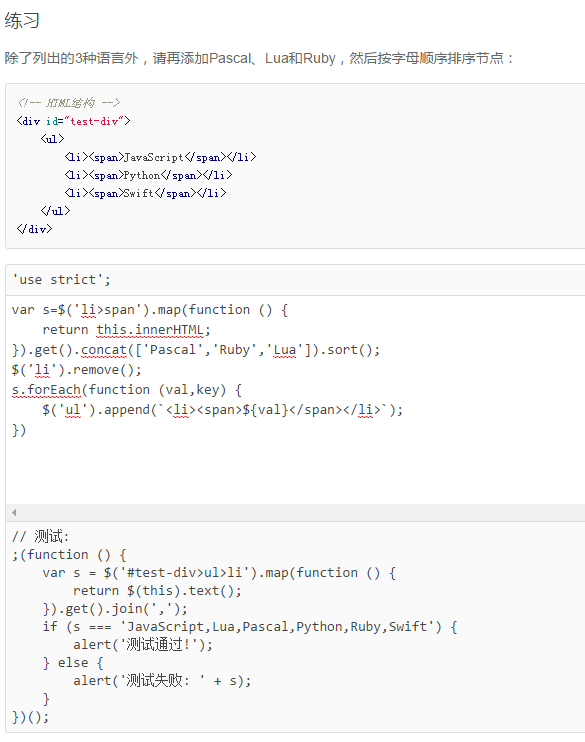 练习
除了列出的3种语言外，请再添加Pascal、Lua和Ruby，然后按字母顺序排序节点：
<!-- HTML结构 -->
<div id="test-div">
    <ul>
        <li><span>JavaScript</span></li>
        <li><span>Python</span></li>
        <li><span>Swift</span></li>
    </ul>
</div>
'use strict';
var s=$('li>span').map(function () {
    return this.innerHTML;
}).get().concat(['Pascal','Ruby','Lua']).sort();
$('li').remove();
s.forEach(function (val,key) {
    $('ul').append(`<li><span>${val}</span></li>`);
})
// 测试:
;(function () {
    var s = $('#test-div>ul>li').map(function () {
        return $(this).text();
    }).get().join(',');
    if (s === 'JavaScript,Lua,Pascal,Python,Ruby,Swift') {
        alert('测试通过!');
    } else {
        alert('测试失败: ' + s);
    }
})();